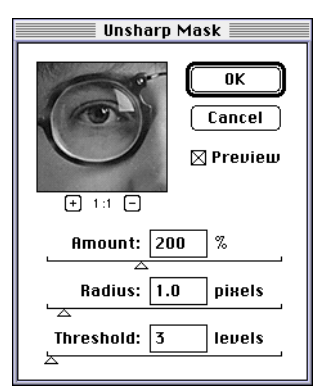 Unsharp Mask
OK
Cancel
Preview
1:1
Amount: 200 %
Radius: 1.0 pixels
Threshold: 3 levels